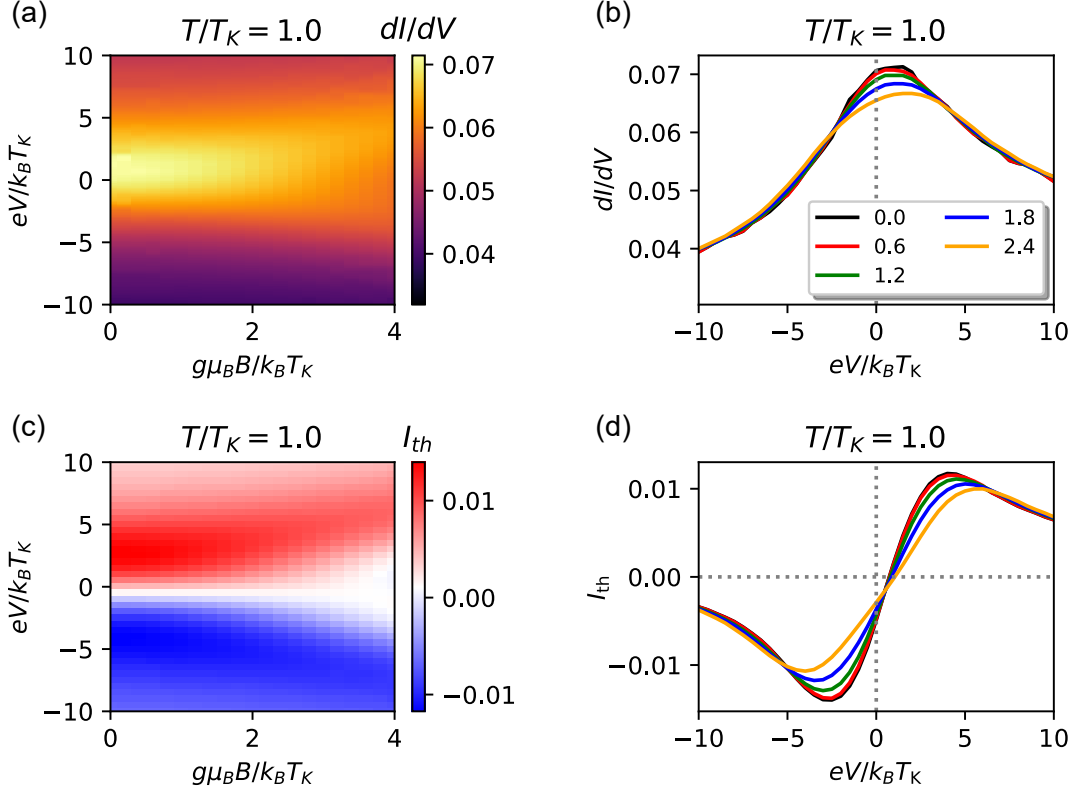 (a)
T/T_K = 1.0
dI/dV
10
5
0
−5
−10
eV/k_BT_K
0
2
4
gμ_BB/k_BT_K
0.07
0.06
0.05
0.04
(b)
T/T_K = 1.0
0.07
0.06
0.05
0.04
dI/dV
0.0
0.6
1.2
1.8
2.4
−10
−5
0
5
10
eV/k_BT_K
(c)
T/T_K = 1.0
I_th
10
5
0
−5
−10
eV/k_BT_K
0
2
4
gμ_BB/k_BT_K
0.01
0.00
−0.01
(d)
T/T_K = 1.0
0.01
0.00
−0.01
I_th
−10
−5
0
5
10
eV/k_BT_K